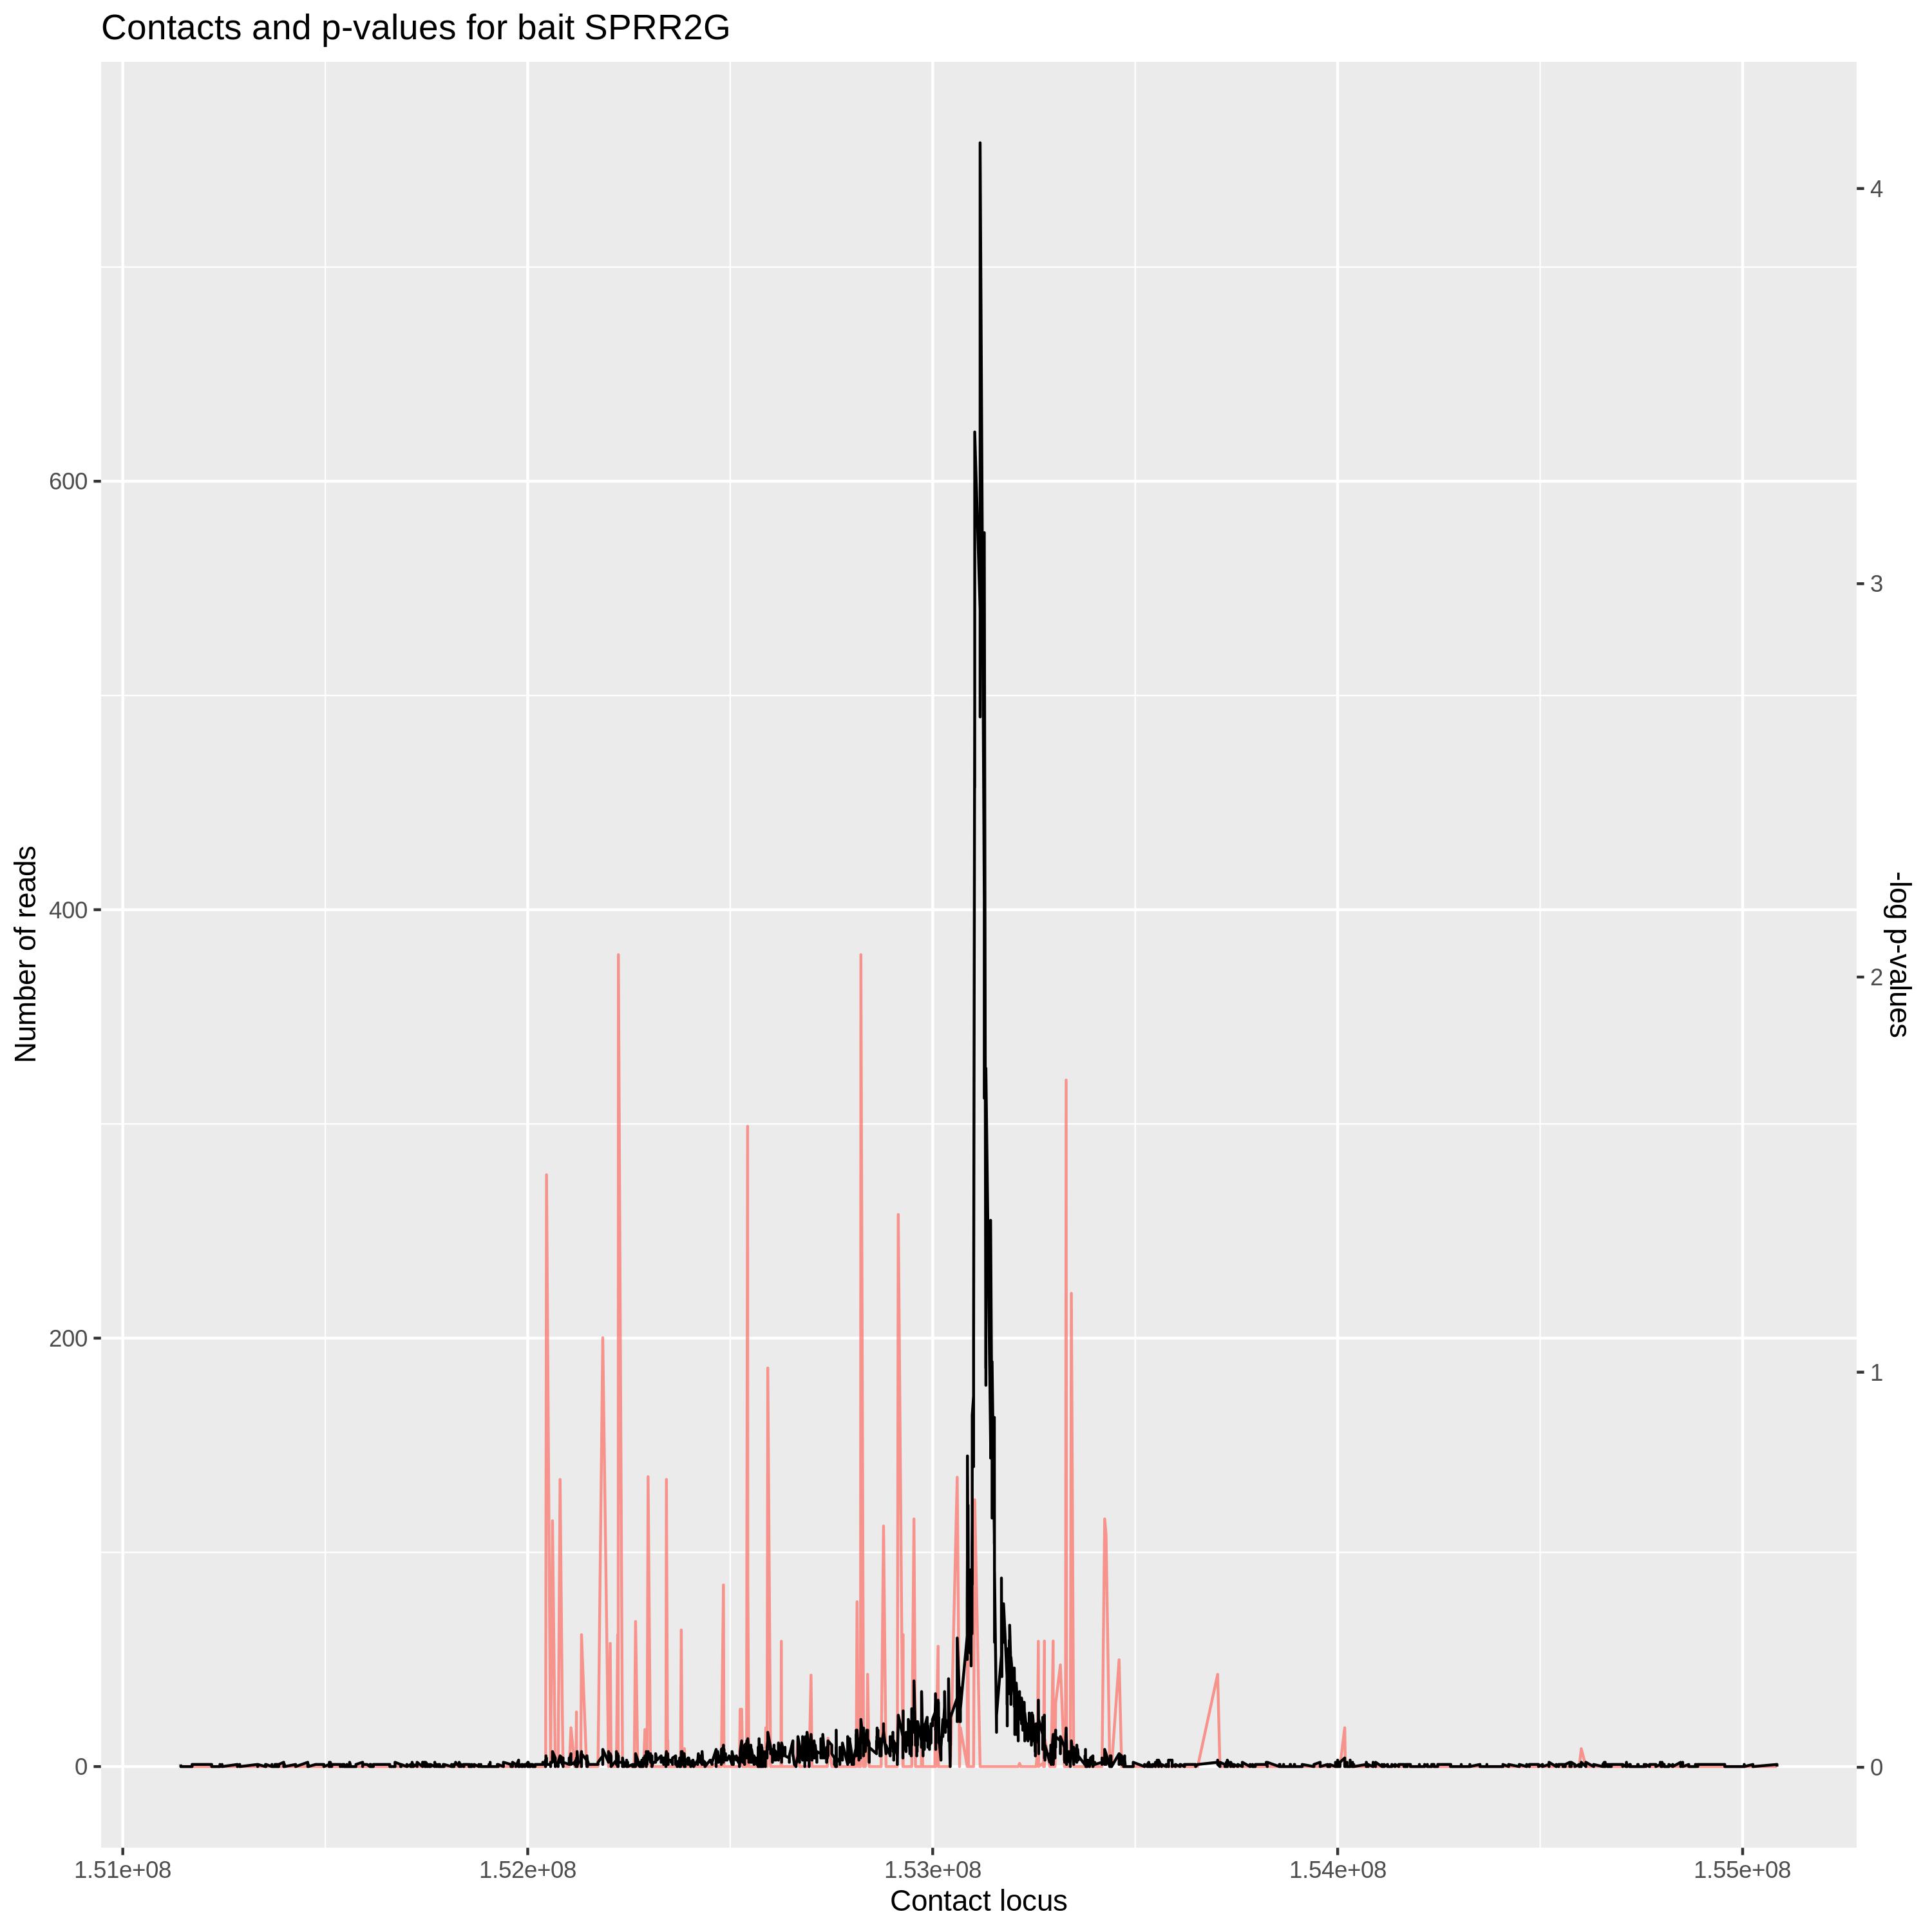 Contacts and p-values for bait SPRR2G
Number of reads
600
400
200
0
4
3
2
1
0
-log p-values
1.51e+08
1.52e+08
1.53e+08
1.54e+08
1.55e+08
Contact locus